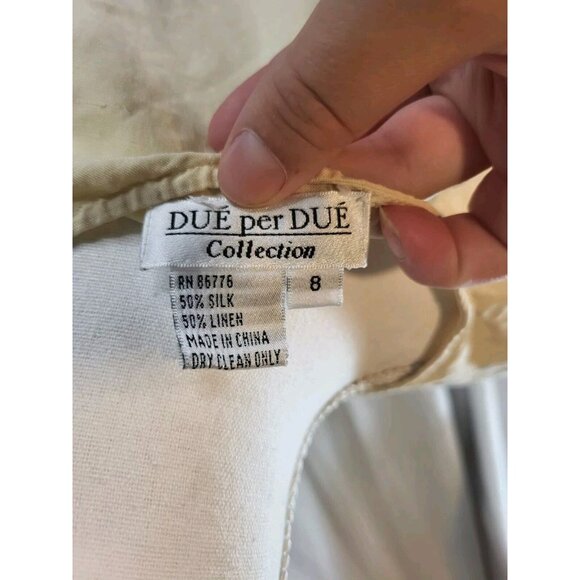 DUÉ per DUÉ
Collection
RN 86776
50% SILK
50% LINEN
MADE IN CHINA
DRY CLEAN ONLY
8